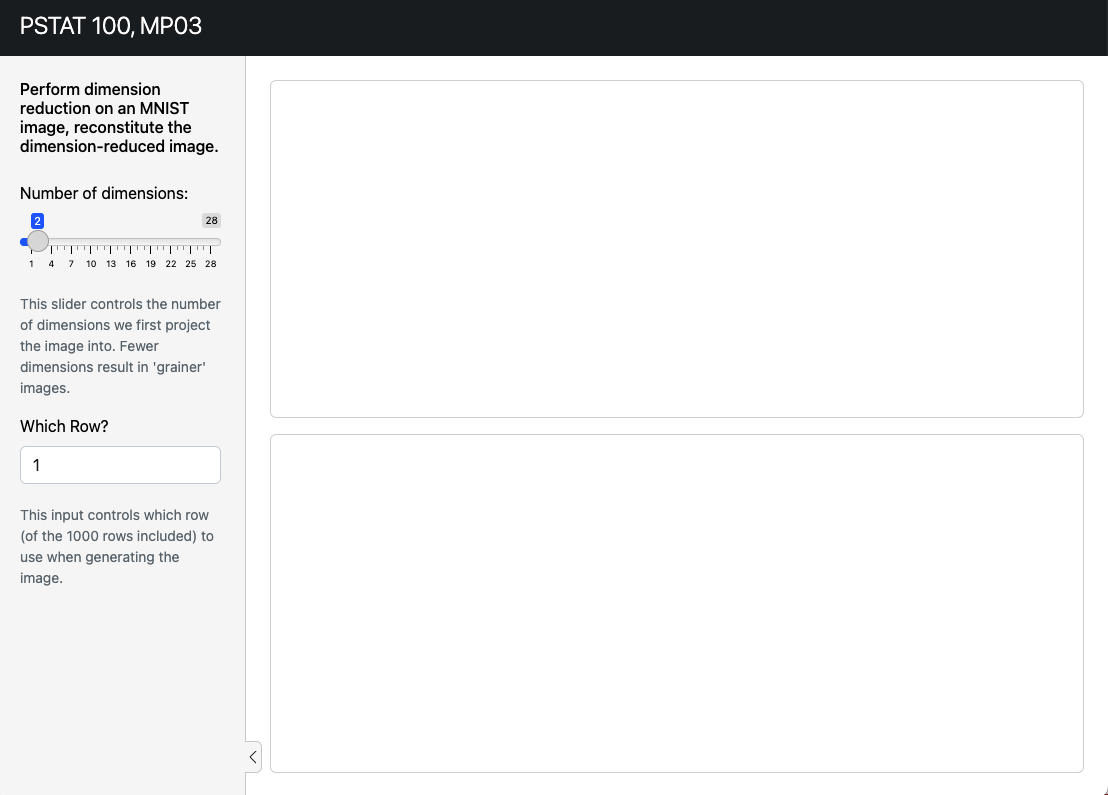 PSTAT 100, MP03
Perform dimension
reduction on an MNIST
image, reconstitute the
dimension-reduced image.
Number of dimensions:
2 28
1 4 7 10 13 16 19 22 25 28
This slider controls the number
of dimensions we first project
the image into. Fewer
dimensions result in 'grainer'
images.
Which Row?
1
This input controls which row
(of the 1000 rows included) to
use when generating the
image.